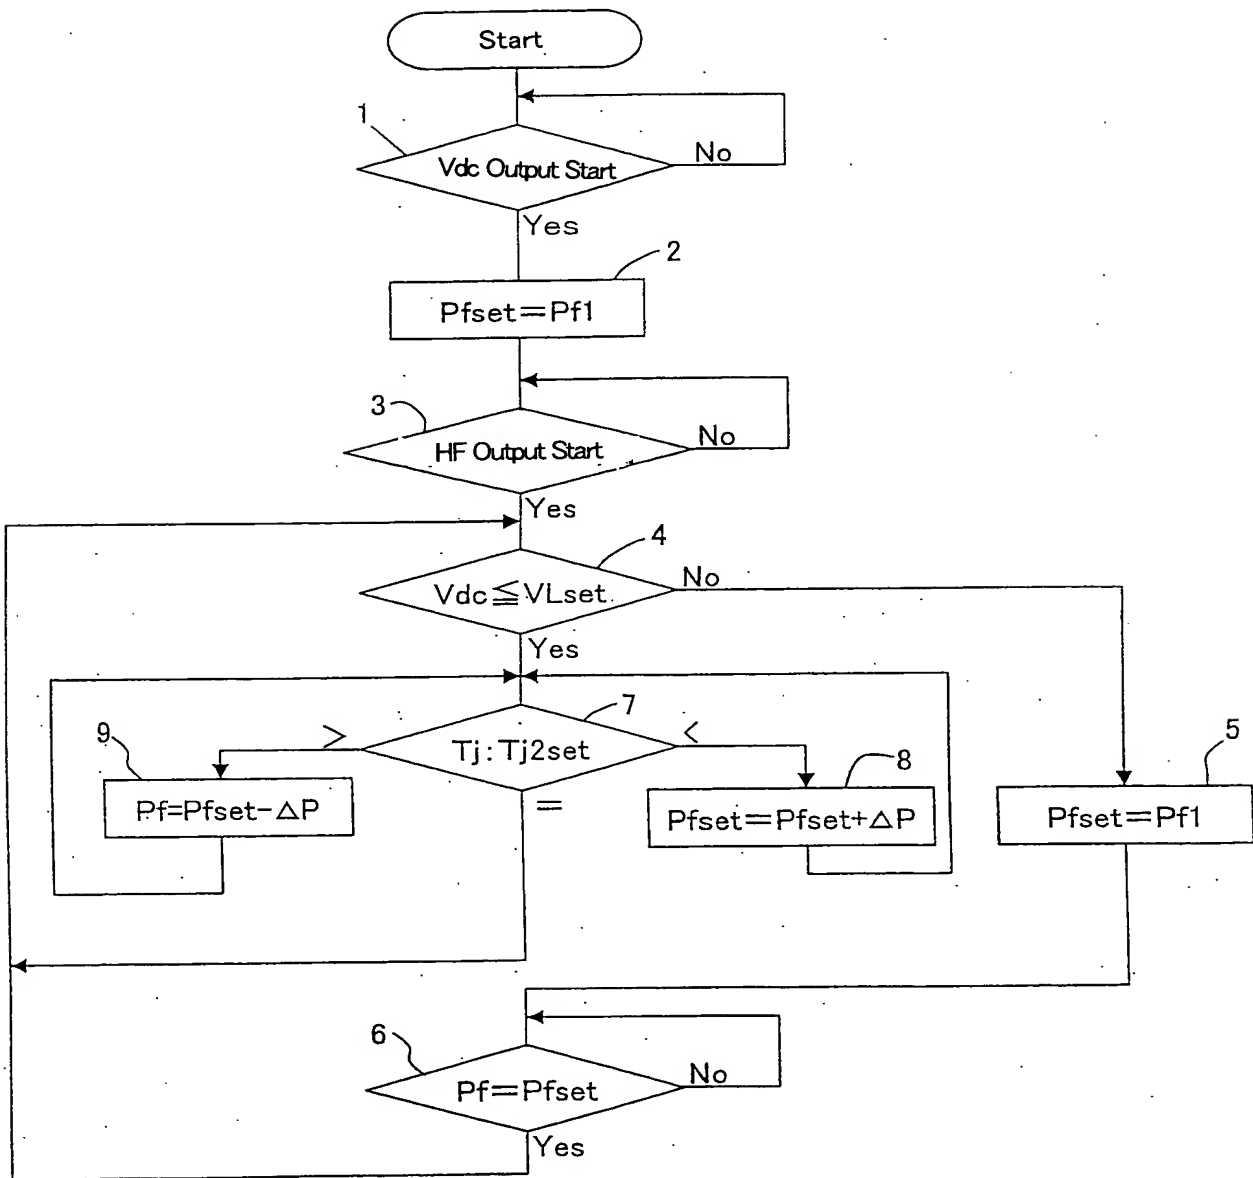 Start
1
Vdc Output Start
No
Yes
2
Pfset=Pf1
3
HF Output Start
No
Yes
4
Vdc≦VLset
No
Yes
7
Tj:Tj2set
>
<
=
9
Pf=Pfset-△P
8
Pfset=Pfset+△P
5
Pfset=Pf1
6
Pf=Pfset
No
Yes